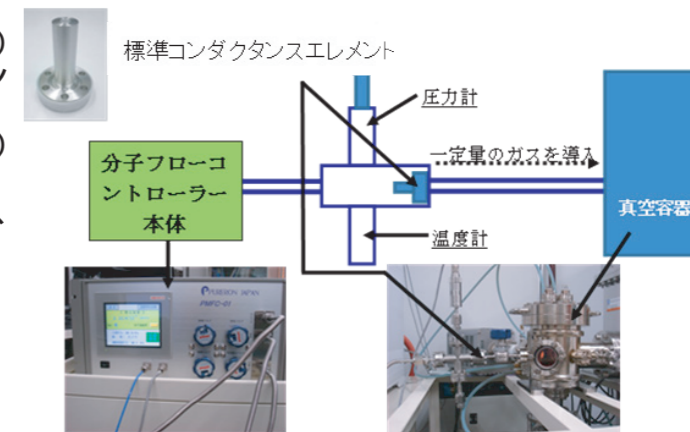 標準コンダクタンスエレメント
圧力計
一定量のガスを導入
分子フローコ
ントローラー
本体
真空容器
温度計
PURERON JAPAN
PMFC-01